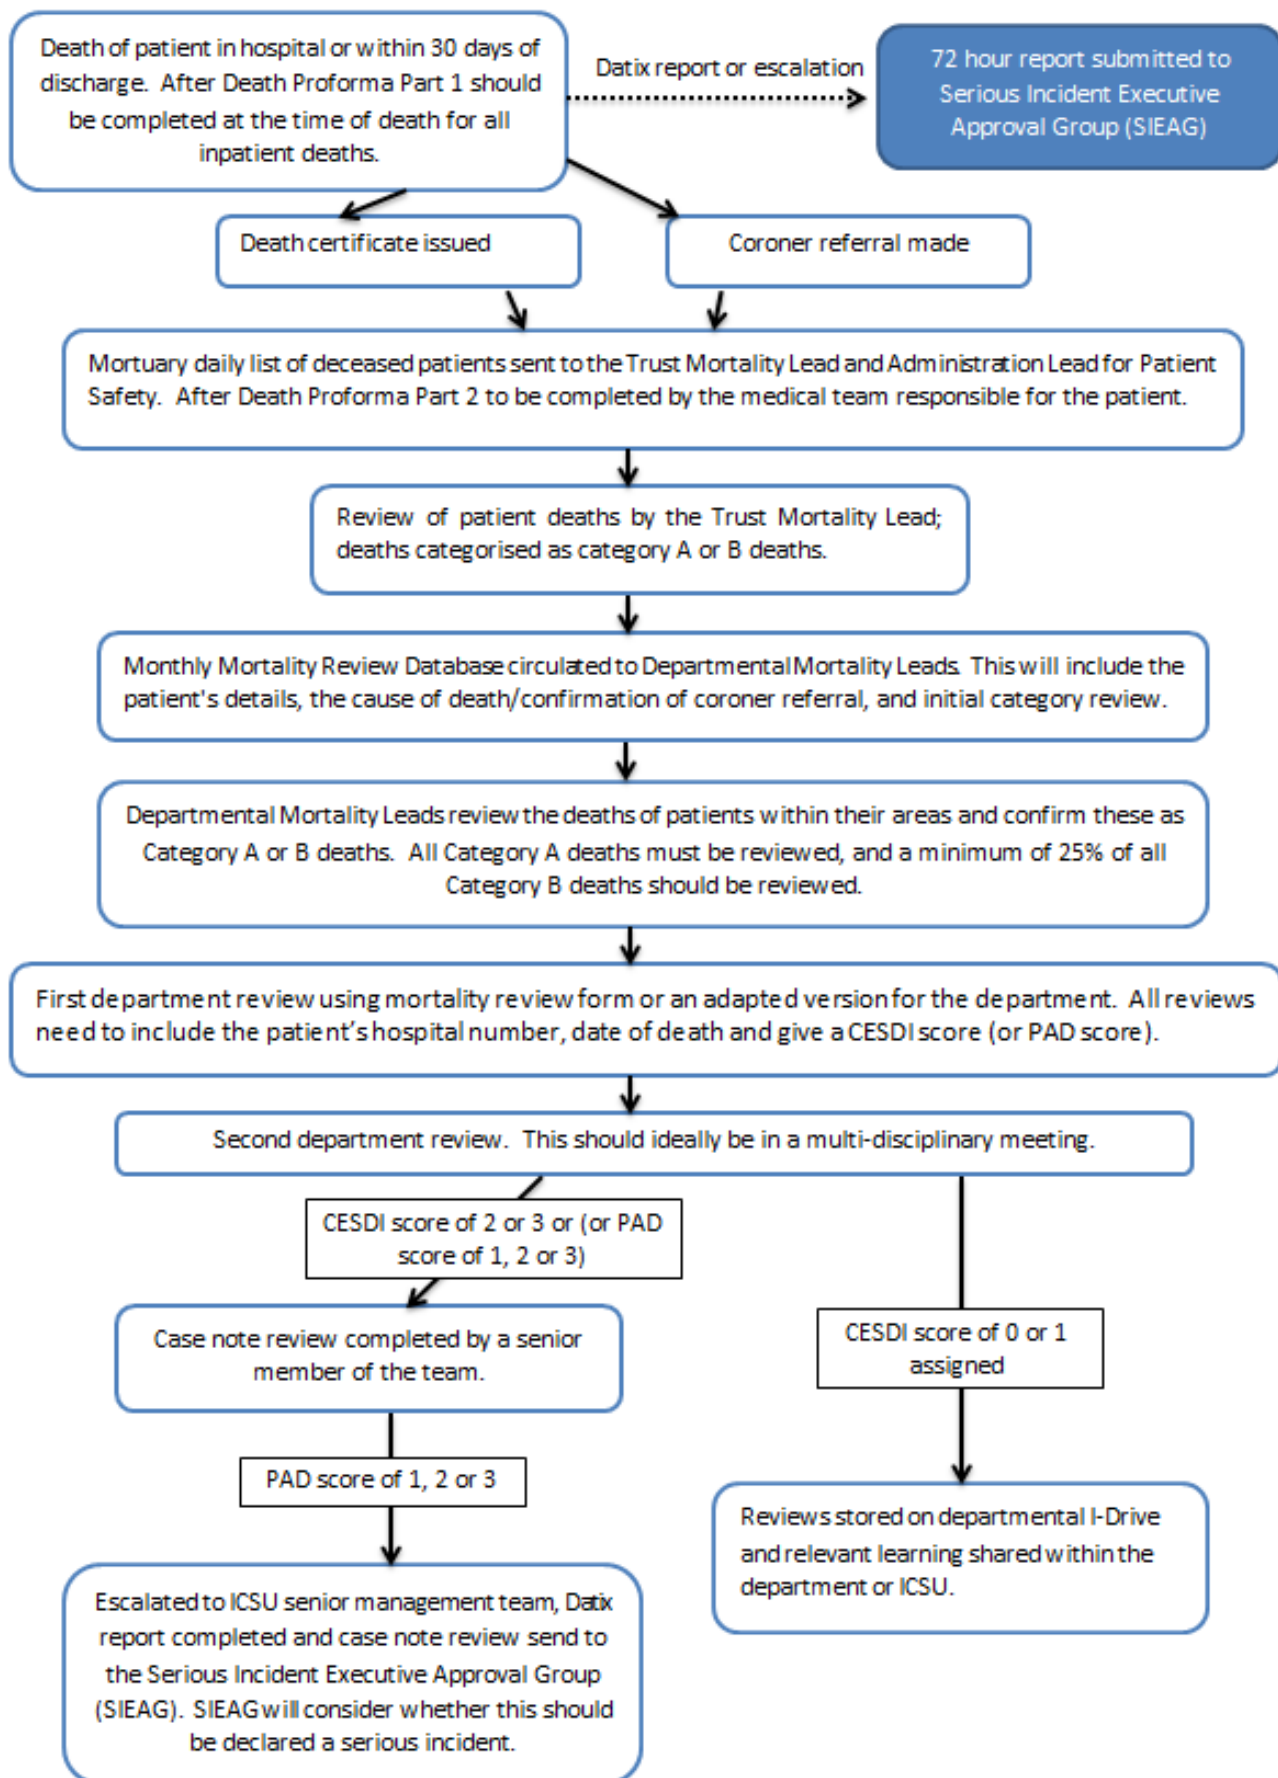 Death of patient in hospital or within 30 days of
discharge. After Death Proforma Part 1 should
be completed at the time of death for all
inpatient deaths.
Datix report or escalation
72 hour report submitted to
Serious Incident Executive
Approval Group (SIEAG)
Death certificate issued
Coroner referral made
Mortuary daily list of deceased patients sent to the Trust Mortality Lead and Administration Lead for Patient
Safety. After Death Proforma Part 2 to be completed by the medical team responsible for the patient.
Review of patient deaths by the Trust Mortality Lead;
deaths categorised as category A or B deaths.
Monthly Mortality Review Database circulated to Departmental Mortality Leads. This will include the
patient's details, the cause of death/confirmation of coroner referral, and initial category review.
Departmental Mortality Leads review the deaths of patients within their areas and confirm these as
Category A or B deaths. All Category A deaths must be reviewed, and a minimum of 25% of all
Category B deaths should be reviewed.
First department review using mortality review form or an adapted version for the department. All reviews
need to include the patient’s hospital number, date of death and give a CESDI score (or PAD score).
Second department review. This should ideally be in a multi-disciplinary meeting.
CESDI score of 2 or 3 or (or PAD
score of 1, 2 or 3)
Case note review completed by a senior
member of the team.
CESDI score of 0 or 1
assigned
PAD score of 1, 2 or 3
Reviews stored on departmental I-Drive
and relevant learning shared within the
department or ICSU.
Escalated to ICSU senior management team, Datix
report completed and case note review send to
the Serious Incident Executive Approval Group
(SIEAG). SIEAG will consider whether this should
be declared a serious incident.